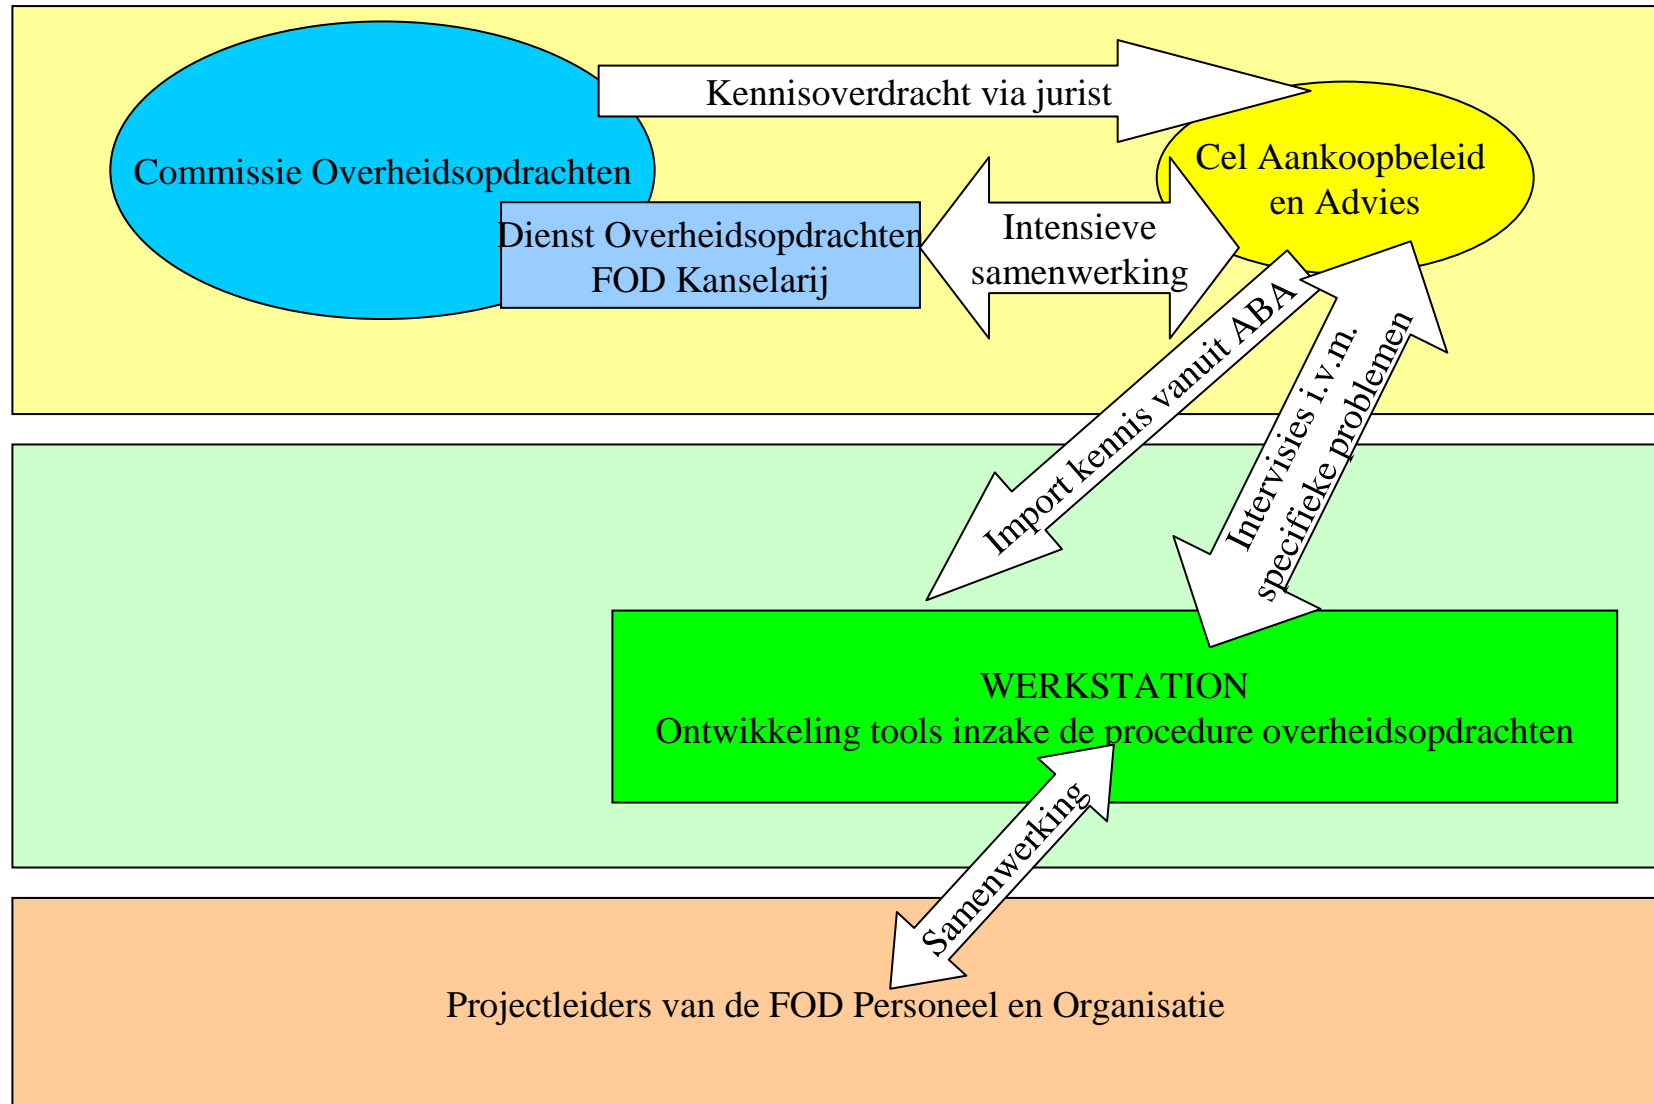 Kennisoverdracht via jurist
Commissie Overheidsopdrachten
Cel Aankoopbeleid
en Advies
Dienst Overheidsopdrachten
FOD Kanselarij
Intensieve
samenwerking
Import kennis vanuit ABA
Intervisies i.v.m.
specifieke problemen
WERKSTATION
Ontwikkeling tools inzake de procedure overheidsopdrachten
Samenwerking
Projectleiders van de FOD Personeel en Organisatie